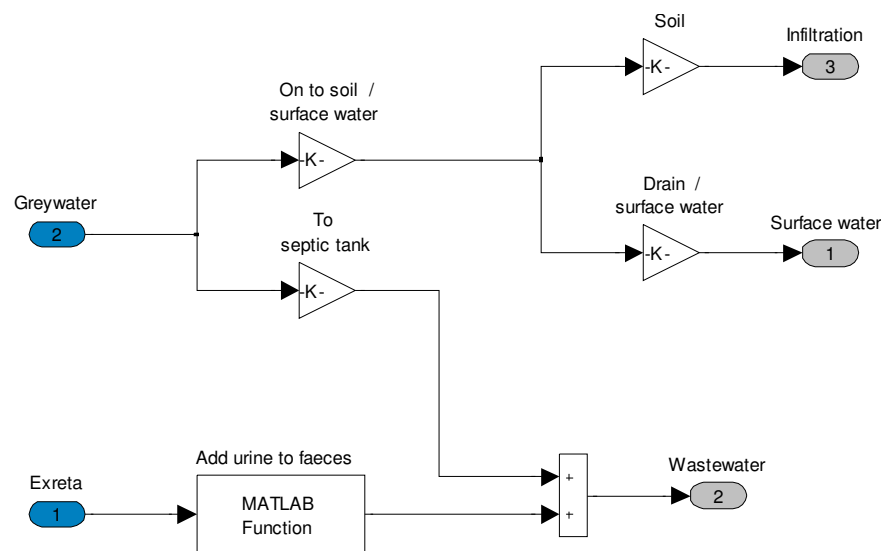 Soil
-K-
Infiltration
3
On to soil /
surface water
-K-
Greywater
2
Drain /
surface water
-K-
Surface water
1
To
septic tank
-K-
Add urine to faeces
MATLAB
Function
Exreta
1
+
+
Wastewater
2